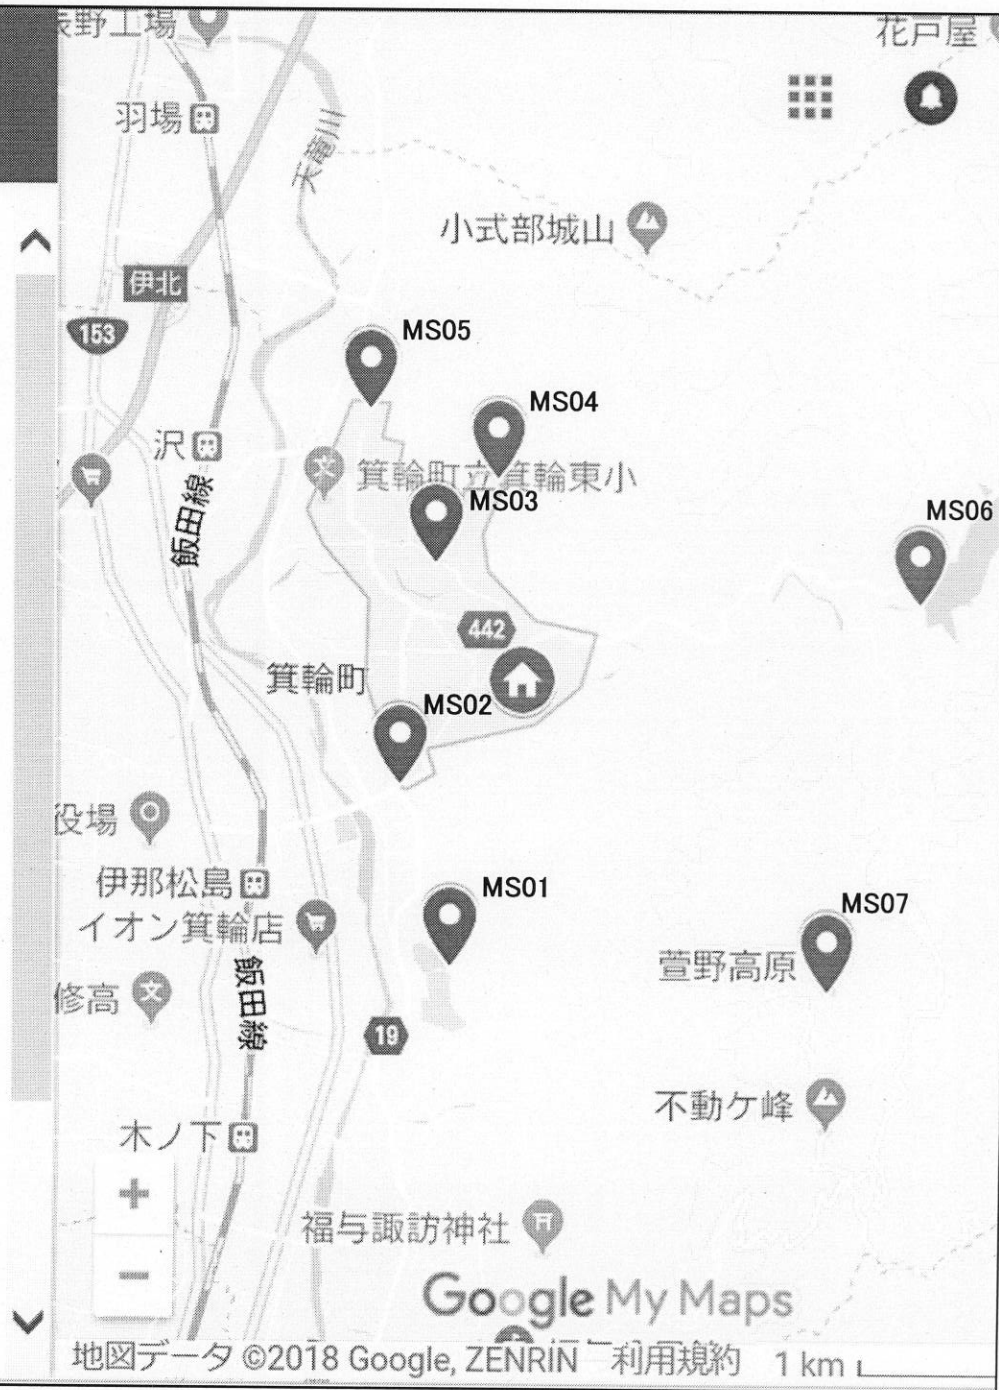 辰野工場
花戸屋
羽場
天竜川
小式部城山
伊北
153
MS05
MS04
沢
箕輪町立箕輪東小
MS03
MS06
飯田線
442
箕輪町
MS02
役場
伊那松島
MS01
イオン箕輪店
MS07
萱野高原
修高
飯田線
19
不動ケ峰
木ノ下
+
福与諏訪神社
−
Google My Maps
地図データ ©2018 Google, ZENRIN 利用規約 1 km